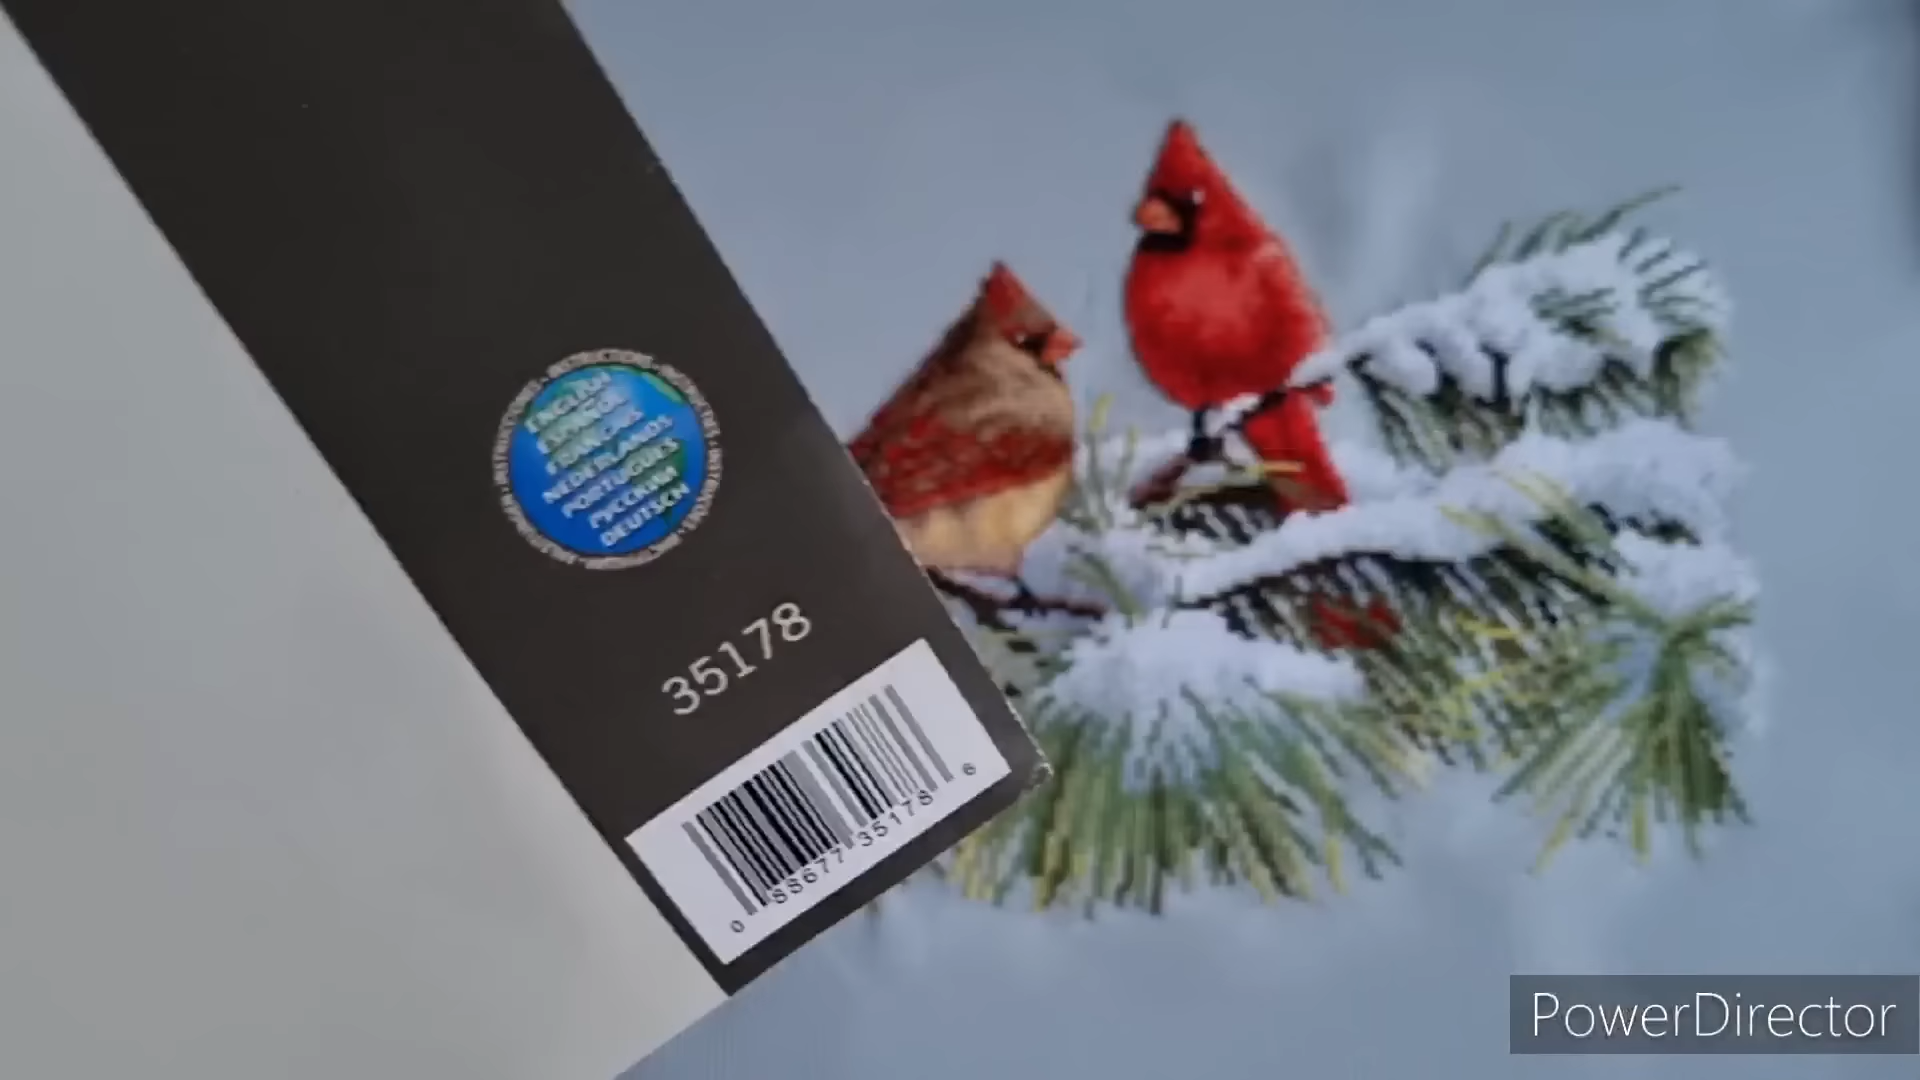 ENGLISH
ESPAÑOL
FRANÇAIS
NEDERLANDS
PORTUGUÊS
РУССКИЙ
DEUTSCH
35178
0 88677 35178 6
PowerDirector